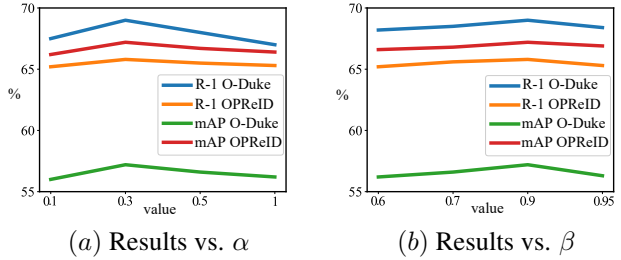 70
65
%
60
55
R-1 O-Duke
R-1 OPReID
mAP O-Duke
mAP OPReID
0.1 0.3 0.5 1
value
(a) Results vs. α
70
65
%
60
55
R-1 O-Duke
R-1 OPReID
mAP O-Duke
mAP OPReID
0.6 0.7 0.9 0.95
value
(b) Results vs. β